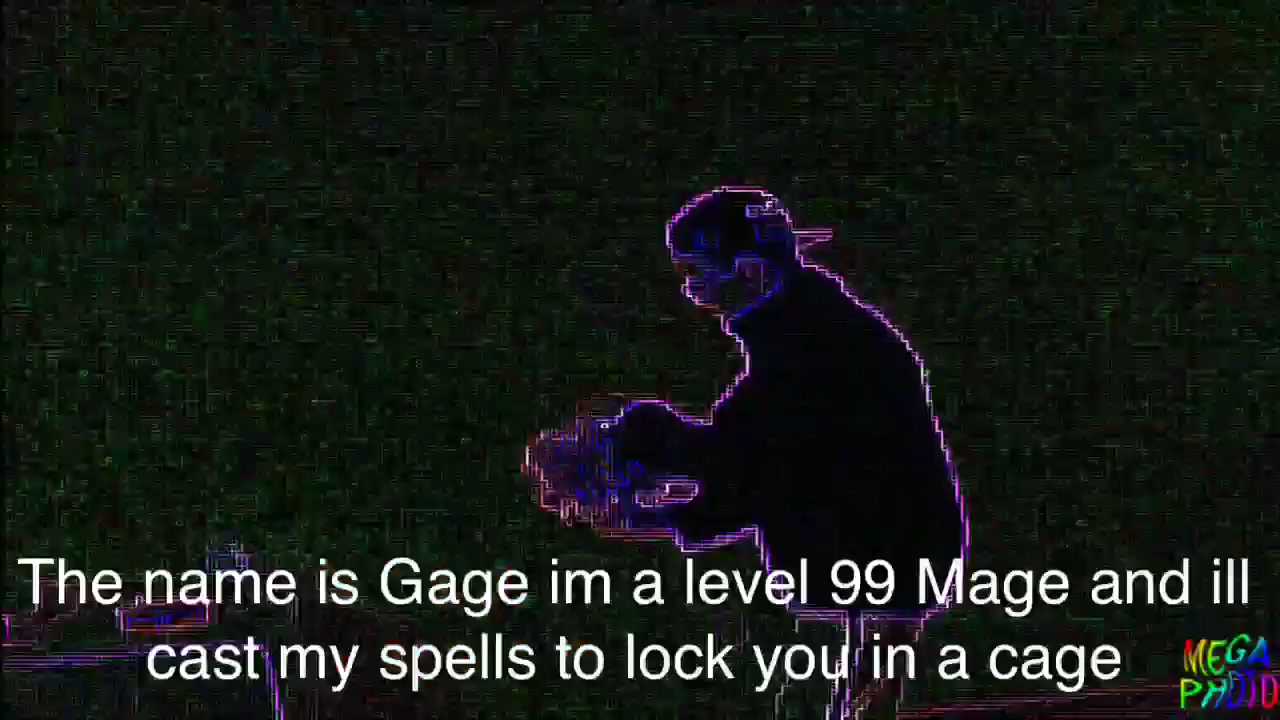 The name is Gage im a level 99 Mage and ill
cast my spells to lock you in a cage
MEGA